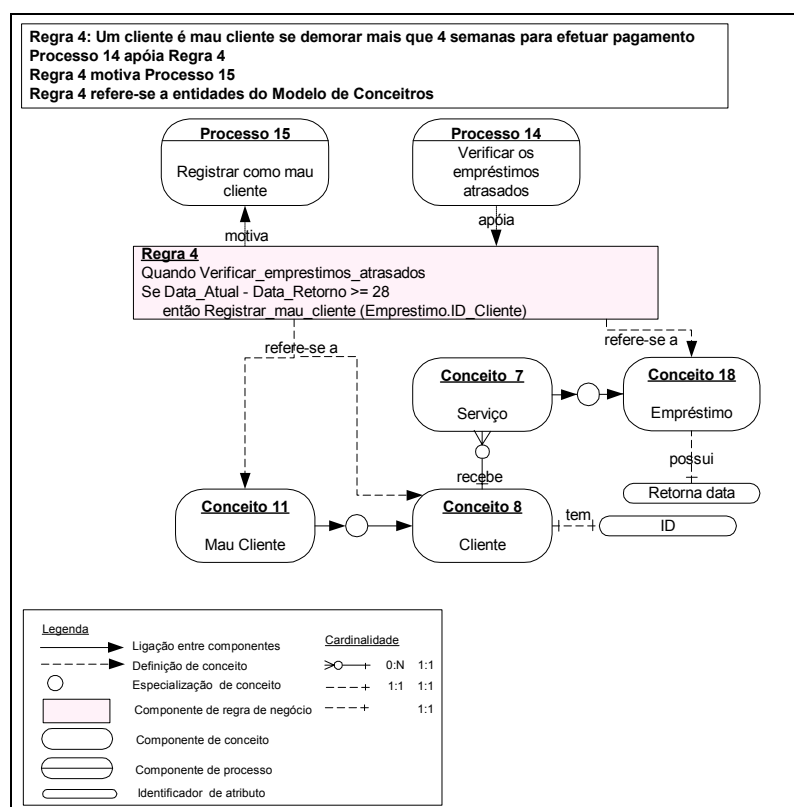 Regra 4: Um cliente é mau cliente se demorar mais que 4 semanas para efetuar pagamento
Processo 14 apóia Regra 4
Regra 4 motiva Processo 15
Regra 4 refere-se a entidades do Modelo de Conceitros
Processo 15
Registrar como mau
cliente
Processo 14
Verificar os
empréstimos
atrasados
motiva
apóia
Regra 4
Quando Verificar_emprestimos_atrasados
Se Data_Atual - Data_Retorno >= 28
então Registrar_mau_cliente (Emprestimo.ID_Cliente)
refere-se a
refere-se a
Conceito 7
Serviço
Conceito 18
Empréstimo
recebe
possui
Retorna data
Conceito 11
Mau Cliente
Conceito 8
Cliente
tem
ID
Legenda
Ligação entre componentes
Definição de conceito
Especialização de conceito
Componente de regra de negócio
Componente de conceito
Componente de processo
Identificador de atributo
Cardinalidade
0:N 1:1
1:1 1:1
1:1